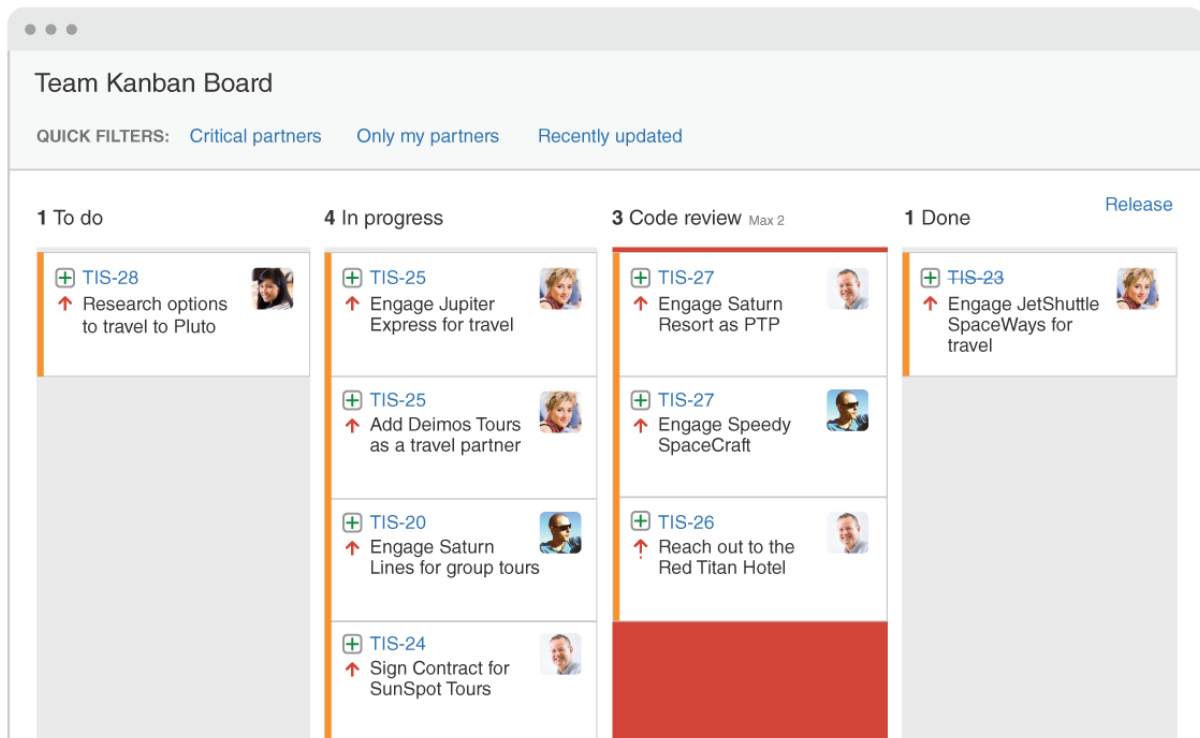 Team Kanban Board
QUICK FILTERS: Critical partners Only my partners Recently updated
Release
1 To do
4 In progress
3 Code review Max 2
1 Done
TIS-28
Research options
to travel to Pluto
TIS-25
Engage Jupiter
Express for travel
TIS-25
Add Deimos Tours
as a travel partner
TIS-20
Engage Saturn
Lines for group tours
TIS-24
Sign Contract for
SunSpot Tours
TIS-27
Engage Saturn
Resort as PTP
TIS-27
Engage Speedy
SpaceCraft
TIS-26
Reach out to the
Red Titan Hotel
TIS-23
Engage JetShuttle
SpaceWays for
travel